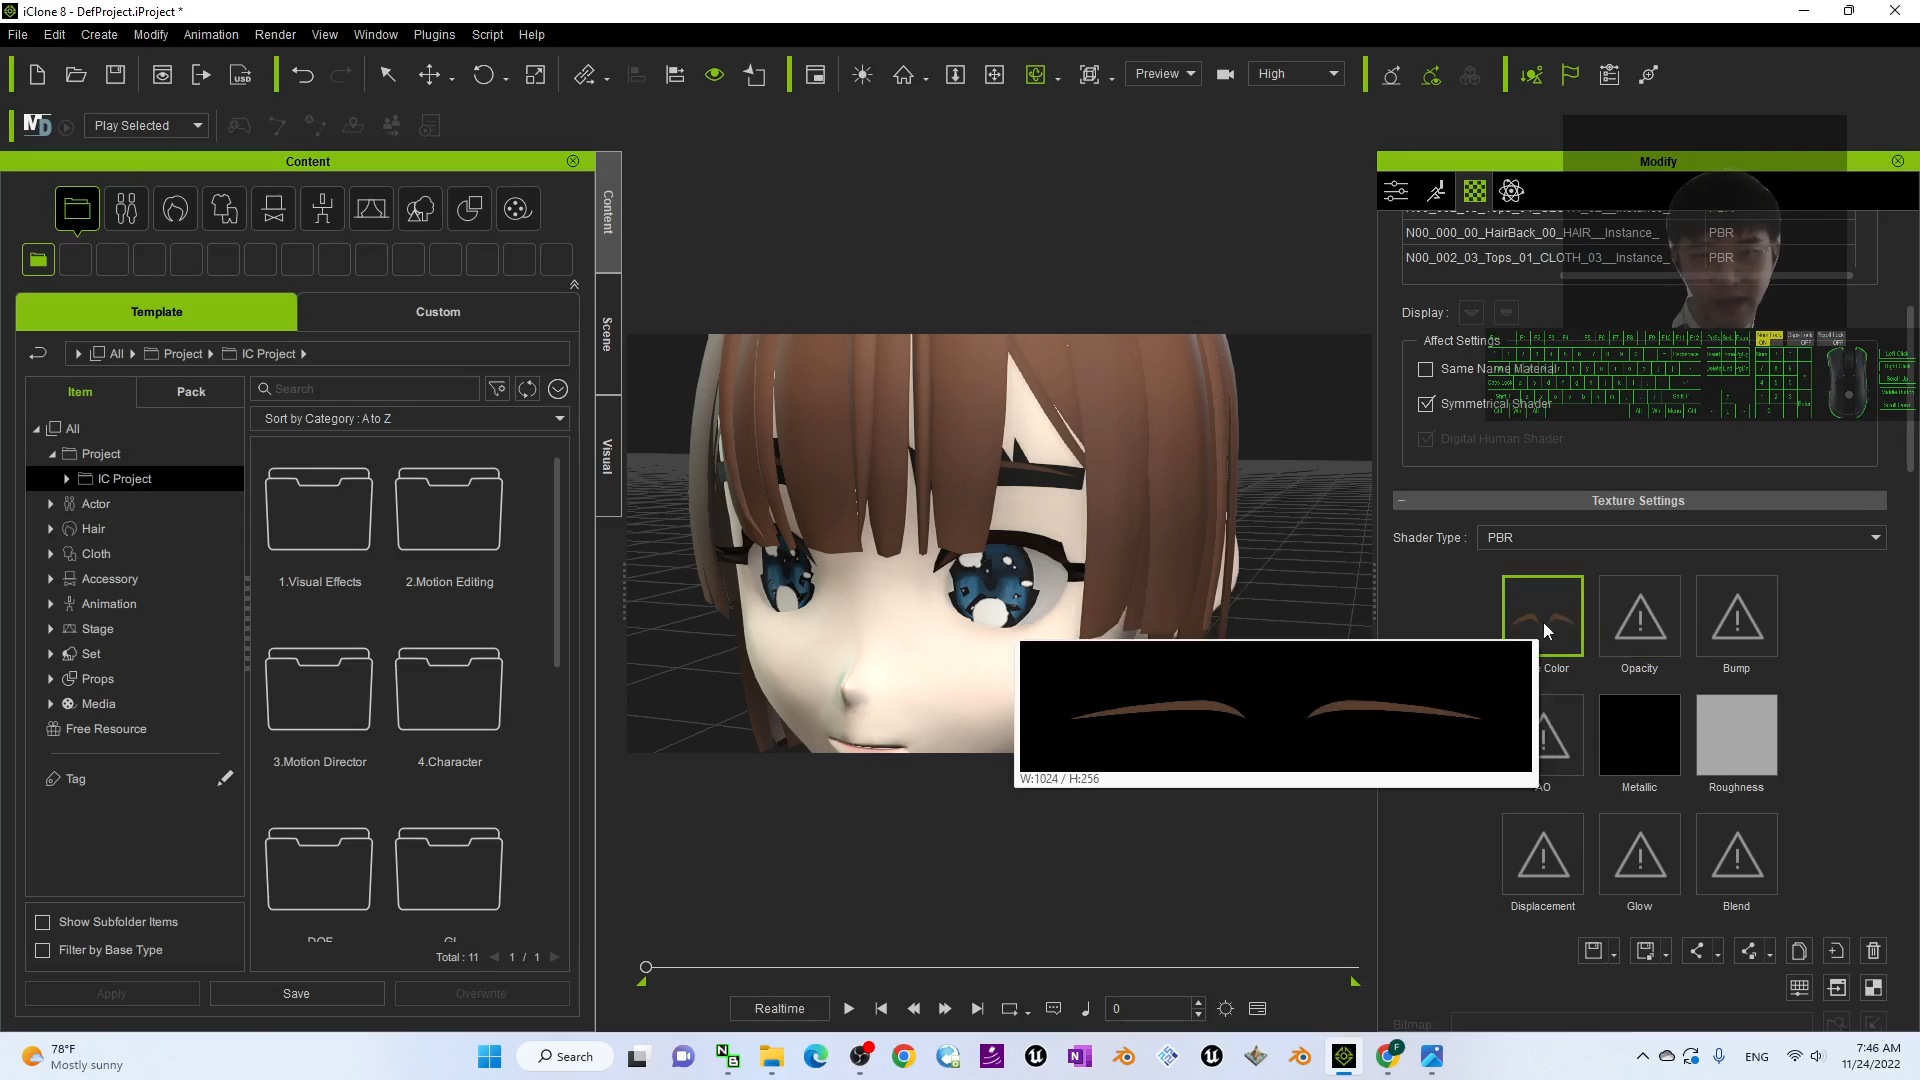 iClone 8 - DefProject.iProject *
File Edit Create Modify Animation Render View Window Plugins Script Help
USD
Preview
High
MD
Play Selected
Content
Template
Custom
All Project IC Project
Item
Pack
Search
Sort by Category : A to Z
All
Project
IC Project
Actor
Hair
Cloth
Accessory
Animation
Stage
Set
Props
Media
Free Resource
Tag
1.Visual Effects
2.Motion Editing
3.Motion Director
4.Character
Show Subfolder Items
Filter by Base Type
Total : 11
1 / 1
Apply
Save
Overwrite
Content
Scene
Visual
W:1024 / H:256
Realtime
0
Modify
N00_000_00_HairBack_00_HAIR__Instance_ PBR
N00_002_03_Tops_01_CLOTH_03__Instance_ PBR
Display :
Affect Settings
Same Name Material
Symmetrical Shader
Digital Human Shader
Texture Settings
Shader Type : PBR
Color
Opacity
Bump
AO
Metallic
Roughness
Displacement
Glow
Blend
Bitmap
78°F
Mostly sunny
Search
ENG
7:46 AM
11/24/2022